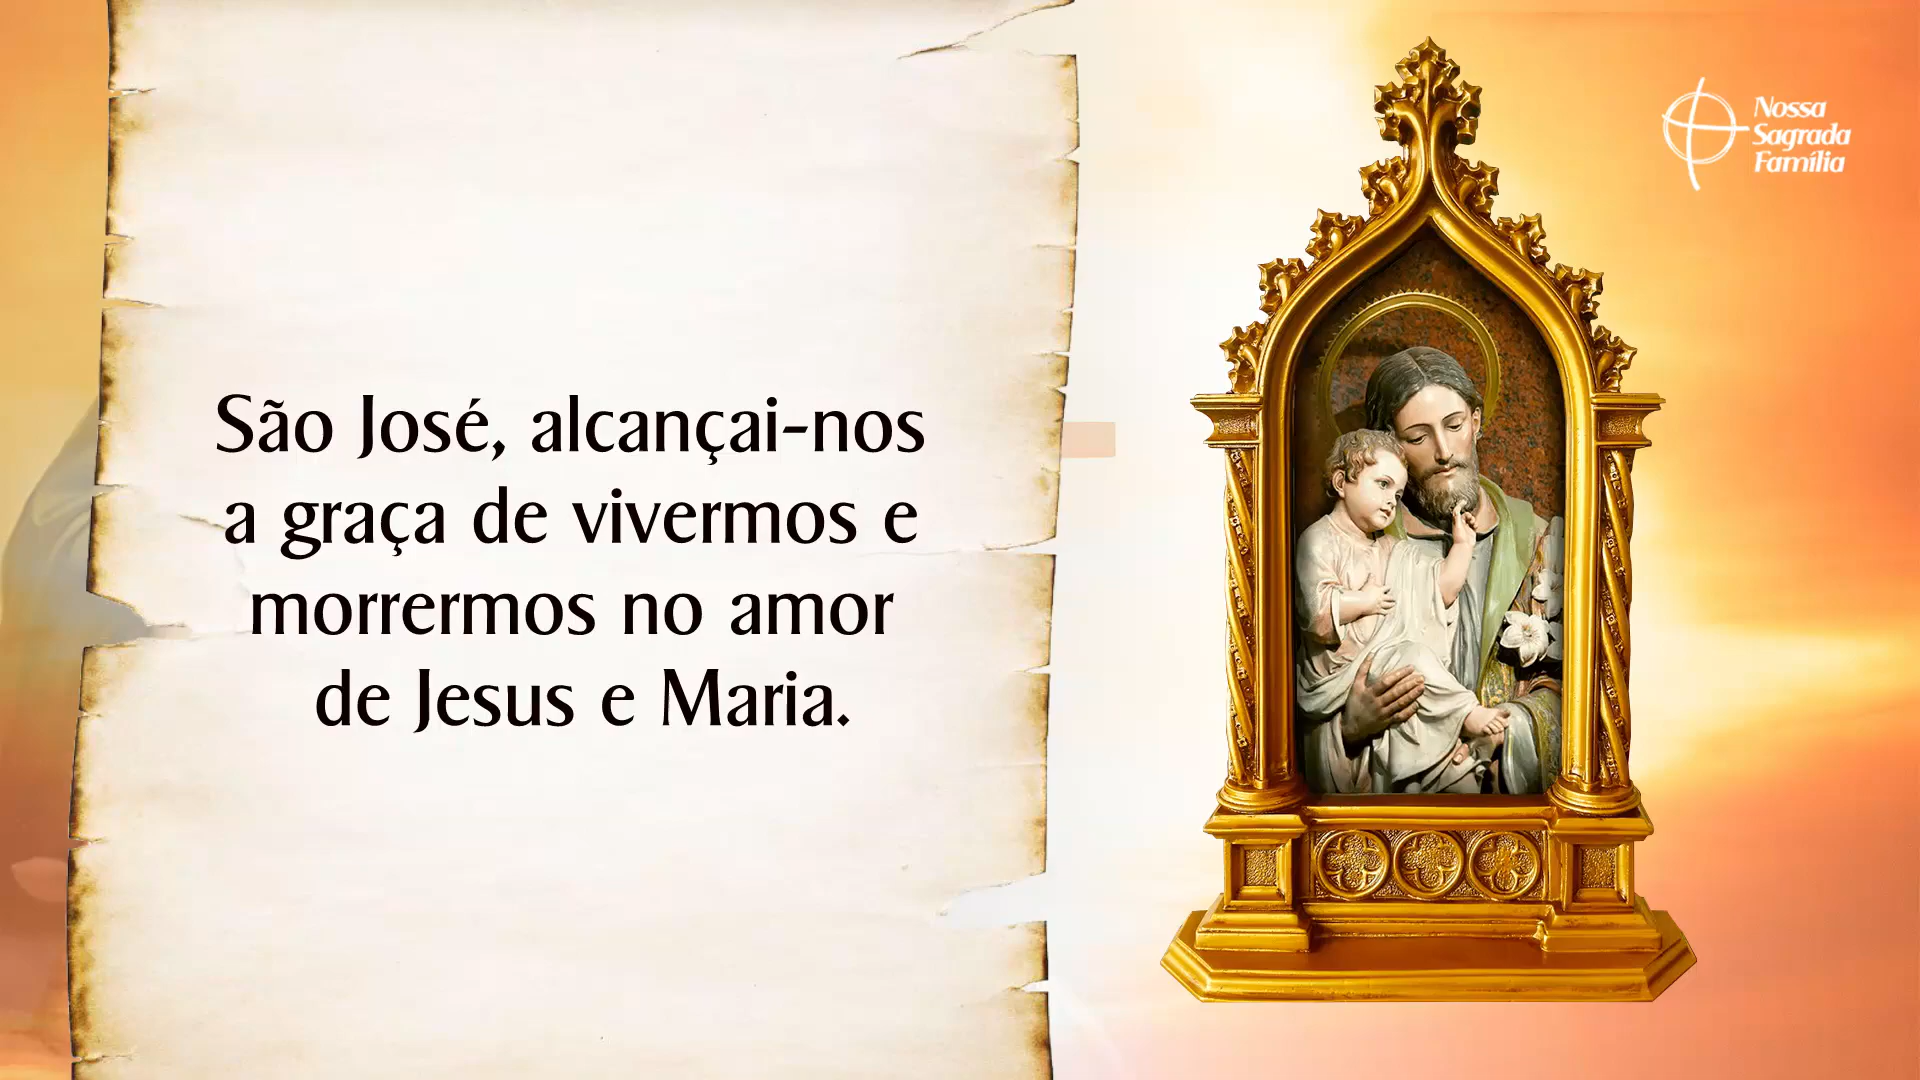 São José, alcançai-nos
a graça de vivermos e
morrermos no amor
de Jesus e Maria.
Nossa
Sagrada
Família